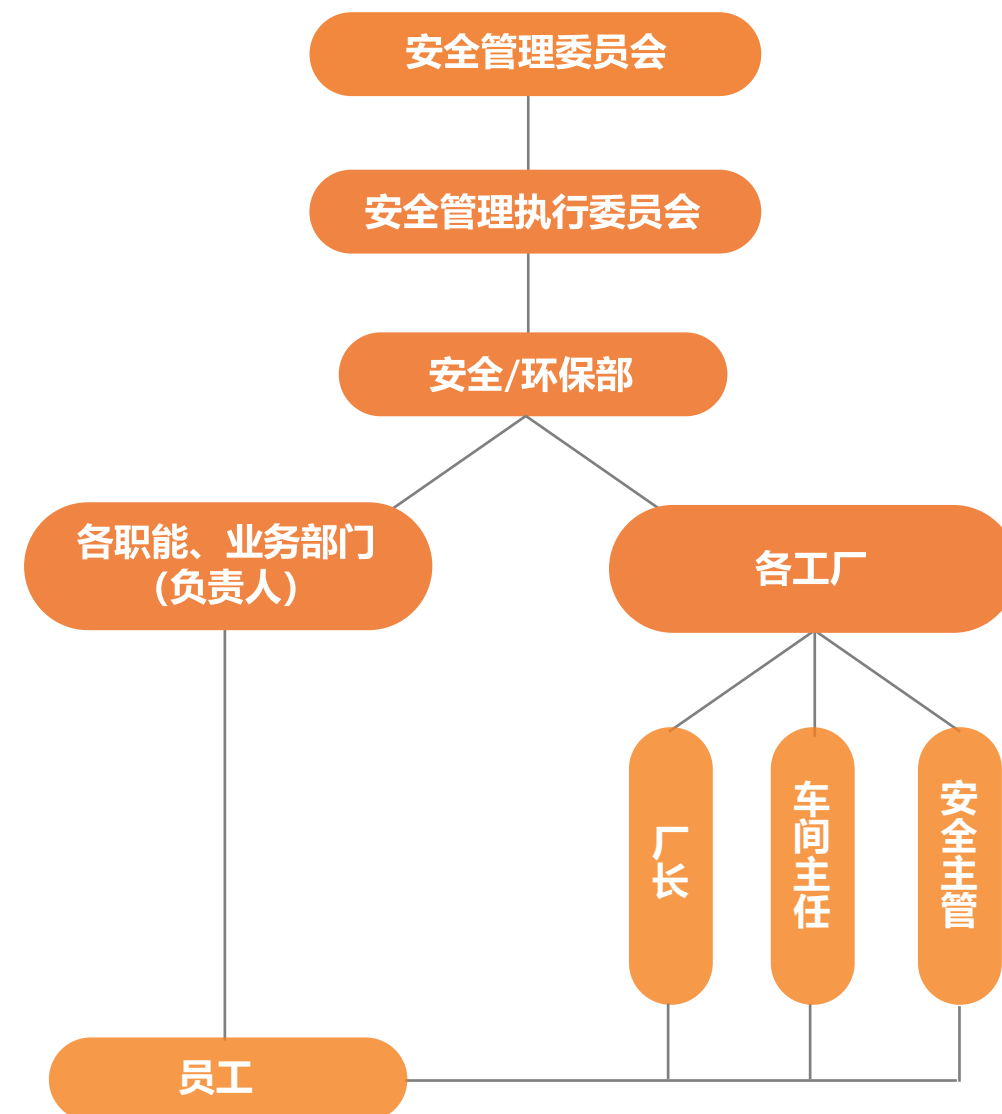 安全管理委员会
安全管理执行委员会
安全/环保部
各职能、业务部门
（负责人）
各工厂
厂长
车间主任
安全主管
员工